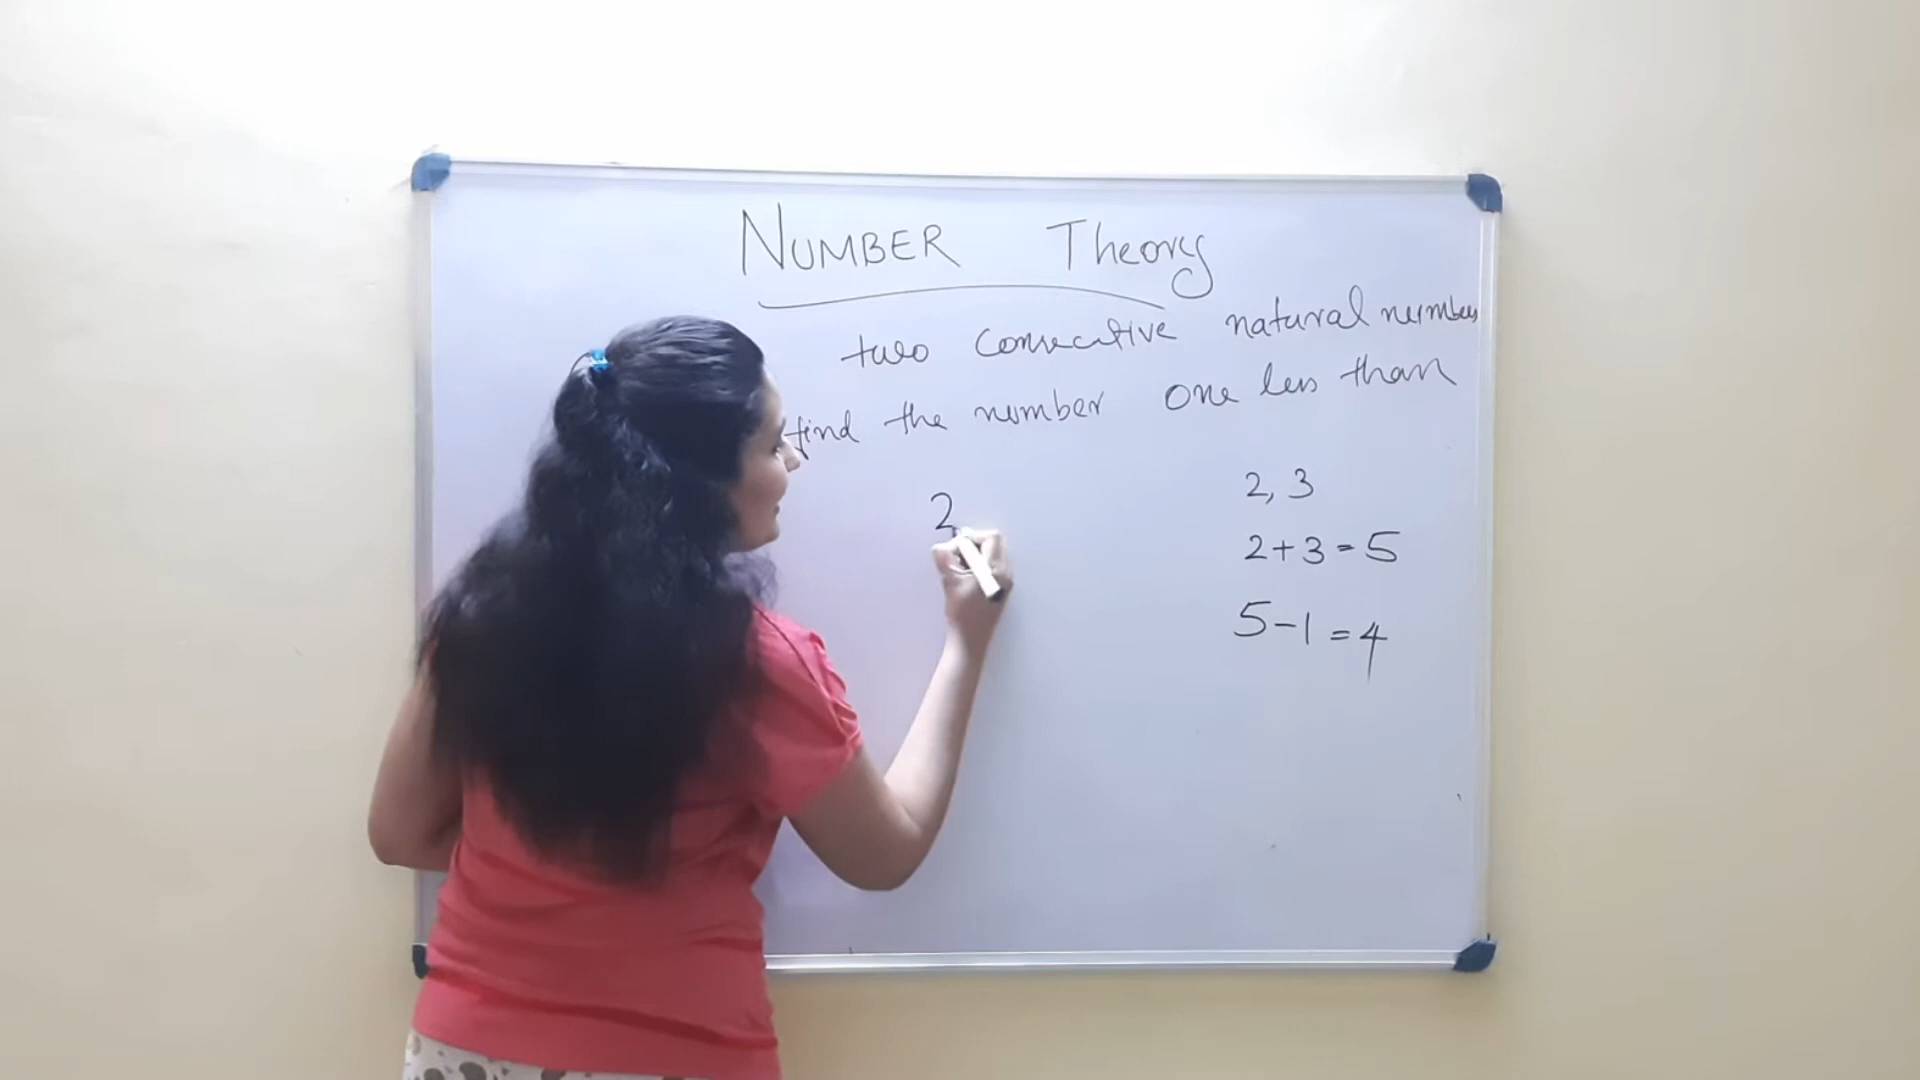 NUMBER Theory
two consecutive natural numbers
find the number one less than
2, 3
2
2+3=5
5-1=4